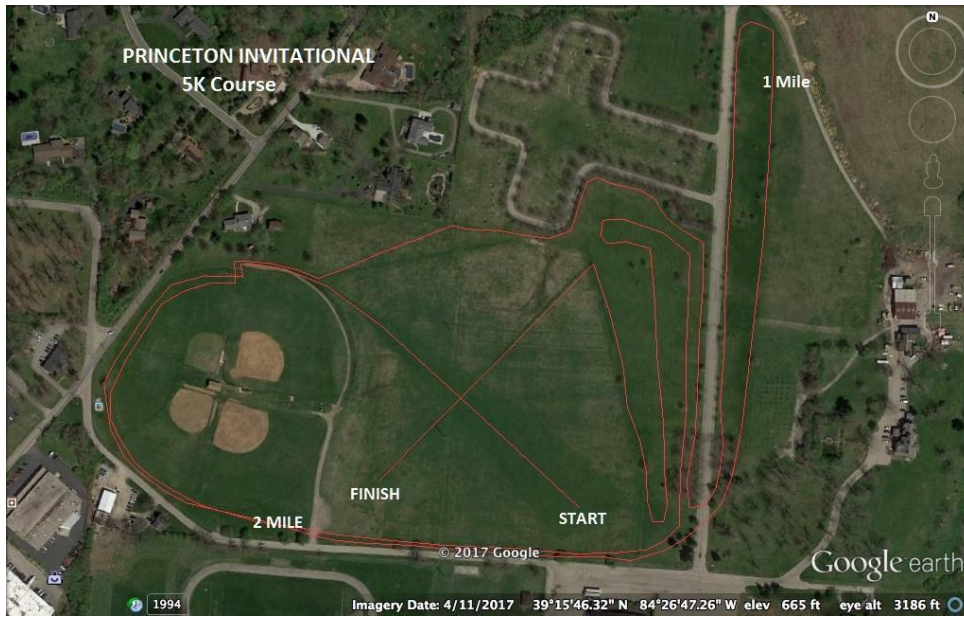 PRINCETON INVITATIONAL
5K Course
N
1 Mile
FINISH
2 MILE
START
© 2017 Google
Google earth
1994
Imagery Date: 4/11/2017 39°15'46.32" N 84°26'47.26" W elev 665 ft eye alt 3186 ft